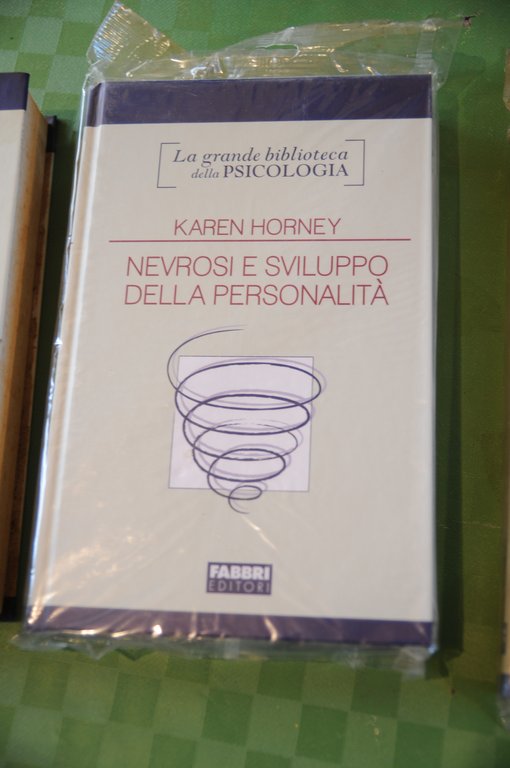 La grande biblioteca
della PSICOLOGIA
KAREN HORNEY
NEVROSI E SVILUPPO
DELLA PERSONALITÀ
FABBRI
EDITORI